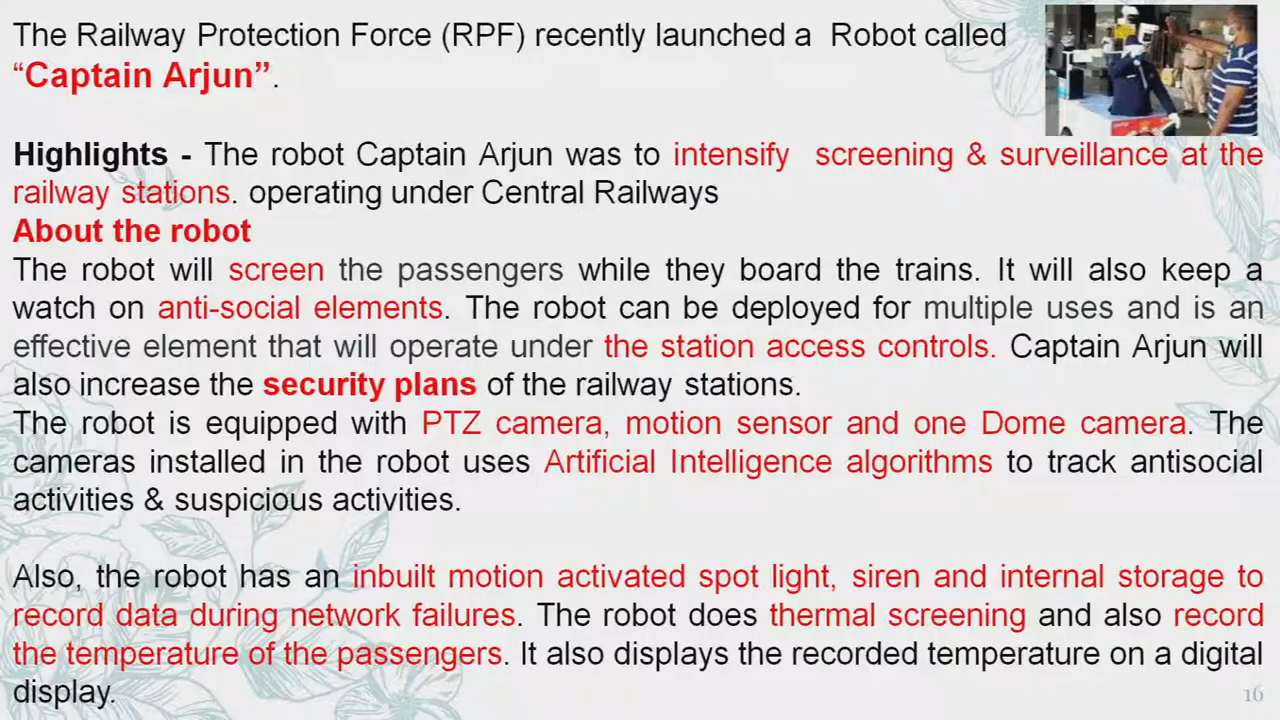 The Railway Protection Force (RPF) recently launched a Robot called
“Captain Arjun”.
Highlights - The robot Captain Arjun was to intensify screening & surveillance at the
railway stations. operating under Central Railways
About the robot
The robot will screen the passengers while they board the trains. It will also keep a
watch on anti-social elements. The robot can be deployed for multiple uses and is an
effective element that will operate under the station access controls. Captain Arjun will
also increase the security plans of the railway stations.
The robot is equipped with PTZ camera, motion sensor and one Dome camera. The
cameras installed in the robot uses Artificial Intelligence algorithms to track antisocial
activities & suspicious activities.
Also, the robot has an inbuilt motion activated spot light, siren and internal storage to
record data during network failures. The robot does thermal screening and also record
the temperature of the passengers. It also displays the recorded temperature on a digital
display.
16